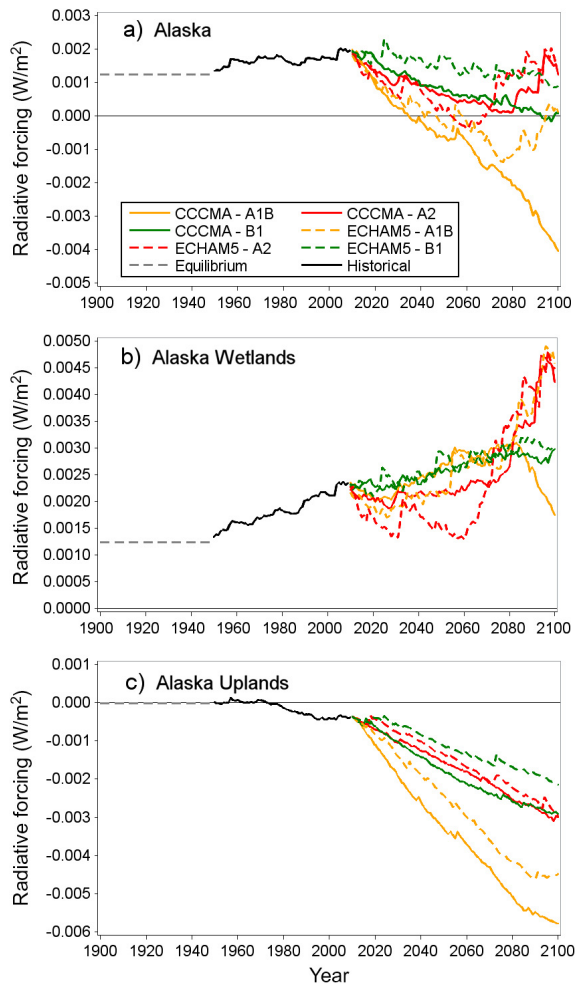 a) Alaska
Radiative forcing (W/m²)
0.003
0.002
0.001
0.000
-0.001
-0.002
-0.003
-0.004
-0.005
CCCMA - A1B
CCCMA - A2
CCCMA - B1
ECHAM5 - A1B
ECHAM5 - A2
ECHAM5 - B1
Equilibrium
Historical
1900 1920 1940 1960 1980 2000 2020 2040 2060 2080 2100
b) Alaska Wetlands
Radiative forcing (W/m²)
0.0050
0.0045
0.0040
0.0035
0.0030
0.0025
0.0020
0.0015
0.0010
0.0005
0.0000
1900 1920 1940 1960 1980 2000 2020 2040 2060 2080 2100
c) Alaska Uplands
Radiative forcing (W/m²)
0.001
0.000
-0.001
-0.002
-0.003
-0.004
-0.005
-0.006
1900 1920 1940 1960 1980 2000 2020 2040 2060 2080 2100
Year